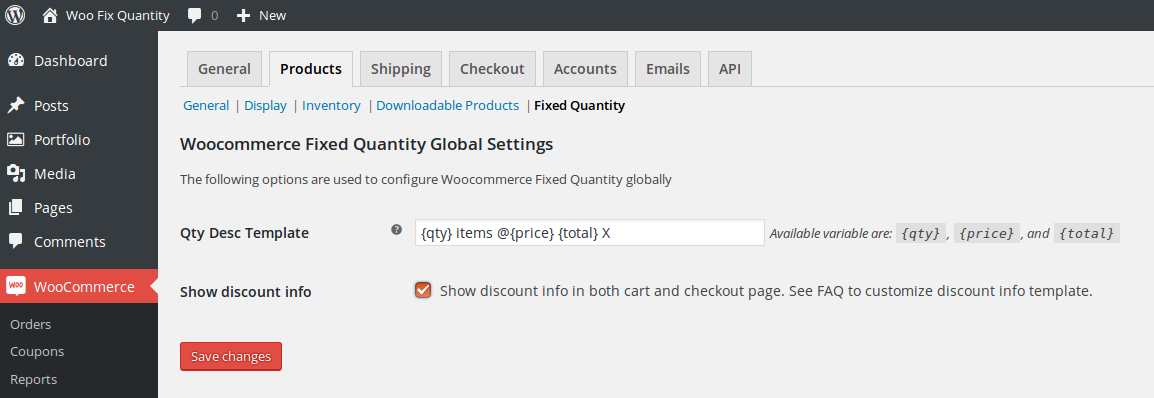 Woo Fix Quantity 0 New
Dashboard
Posts
Portfolio
Media
Pages
Comments
WOO WooCommerce
Orders
Coupons
Reports
General Products Shipping Checkout Accounts Emails API
General | Display | Inventory | Downloadable Products | Fixed Quantity
Woocommerce Fixed Quantity Global Settings
The following options are used to configure Woocommerce Fixed Quantity globally
Qty Desc Template ? {qty} items @{price} {total} X Available variable are: {qty} , {price} , and {total}
Show discount info Show discount info in both cart and checkout page. See FAQ to customize discount info template.
Save changes